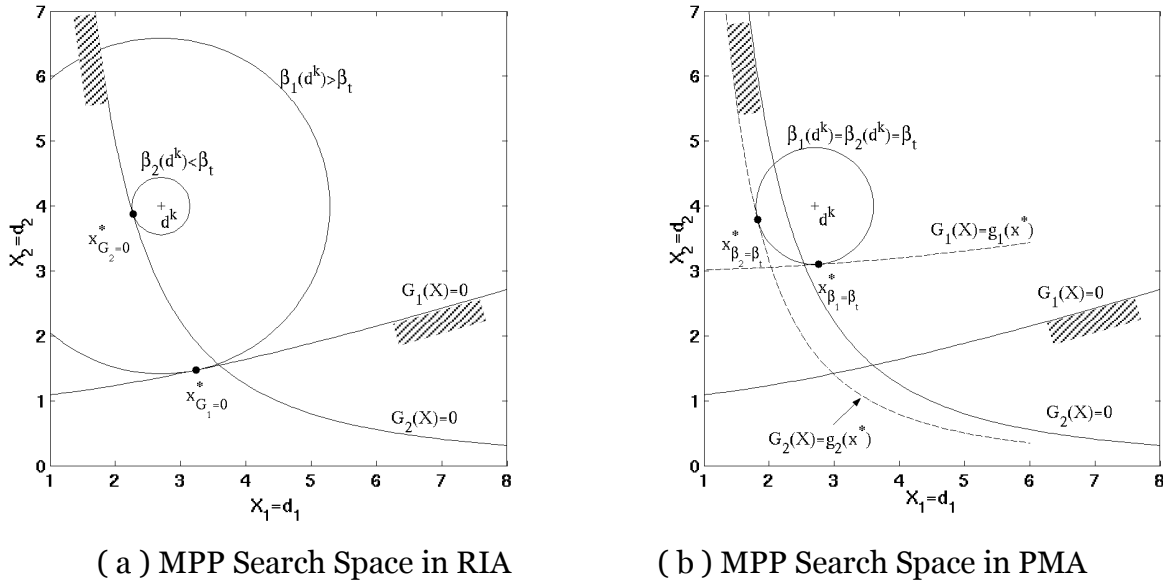 7
6
5
4
3
2
1
0
X₂=d₂
β₁(dᵏ)>βₜ
β₂(dᵏ)<βₜ
+
dᵏ
x*G₂=0
G₁(X)=0
x*G₁=0
G₂(X)=0
1 2 3 4 5 6 7 8
X₁=d₁
( a ) MPP Search Space in RIA
7
6
5
4
3
2
1
0
X₂=d₂
β₁(dᵏ)=β₂(dᵏ)=βₜ
+
dᵏ
G₁(X)=g₁(x*)
x*β₂=βₜ
x*β₁=βₜ
G₁(X)=0
G₂(X)=0
G₂(X)=g₂(x*)
1 2 3 4 5 6 7 8
X₁=d₁
( b ) MPP Search Space in PMA